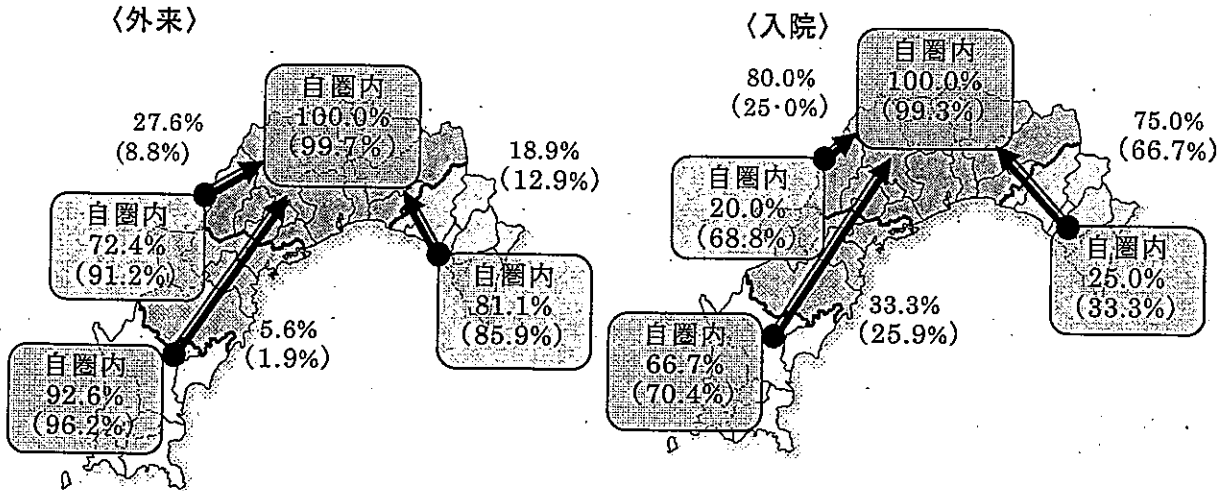 〈外来〉
自圏内
100.0%
(99.7%)
27.6%
(8.8%)
18.9%
(12.9%)
自圏内
72.4%
(91.2%)
自圏内
81.1%
(85.9%)
5.6%
(1.9%)
自圏内
92.6%
(96.2%)
〈入院〉
自圏内
100.0%
(99.3%)
80.0%
(25·0%)
75.0%
(66.7%)
自圏内
20.0%
(68.8%)
自圏内
25.0%
(33.3%)
33.3%
(25.9%)
自圏内
66.7%
(70.4%)